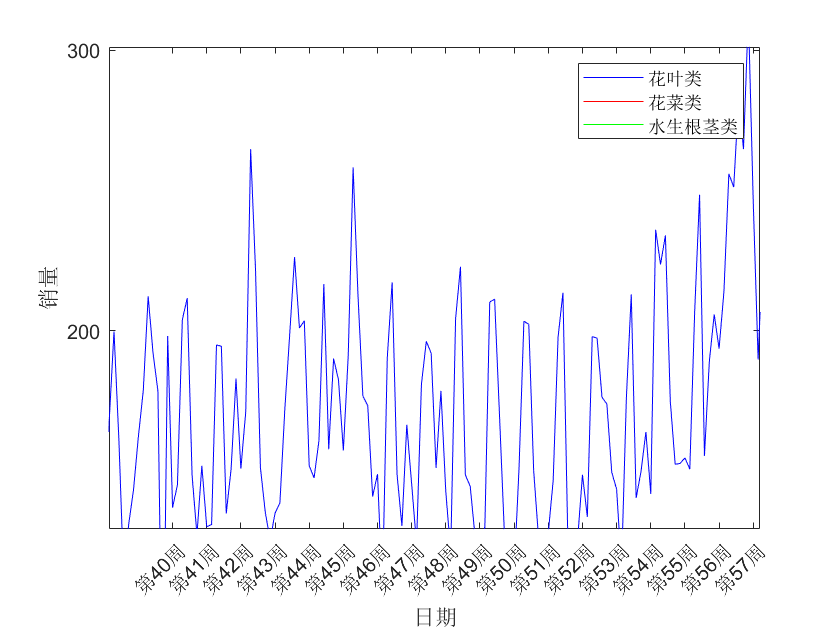 300
200
销量
花叶类
花菜类
水生根茎类
第40周
第41周
第42周
第43周
第44周
第45周
第46周
第47周
第48周
第49周
第50周
第51周
第52周
第53周
第54周
第55周
第56周
第57周
日期